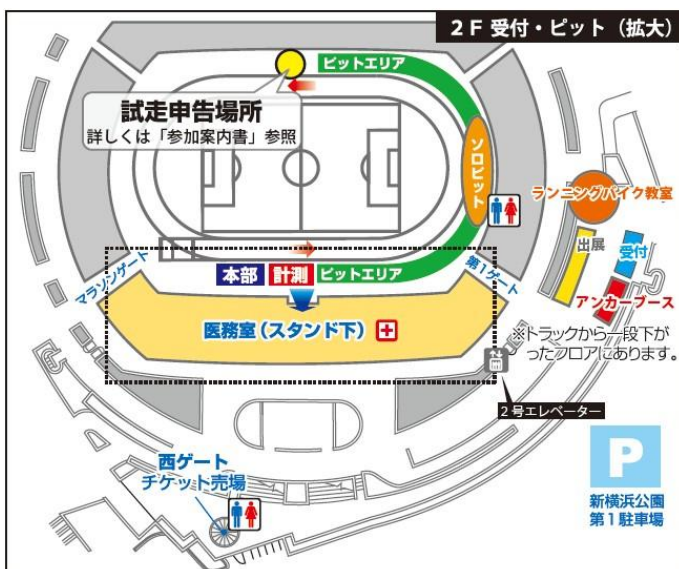 ２Ｆ 受付・ピット（拡大）
ピットエリア
試走申告場所
詳しくは「参加案内書」参照
ソロピット
ランニングバイク教室
出展
受付
マラソンゲート
本部
計測
ピットエリア
第1ゲート
アンカーブース
医務室（スタンド下）
※トラックから一段下が
ったフロアにあります。
２号エレベーター
P
西ゲート
チケット売場
新横浜公園
第１駐車場